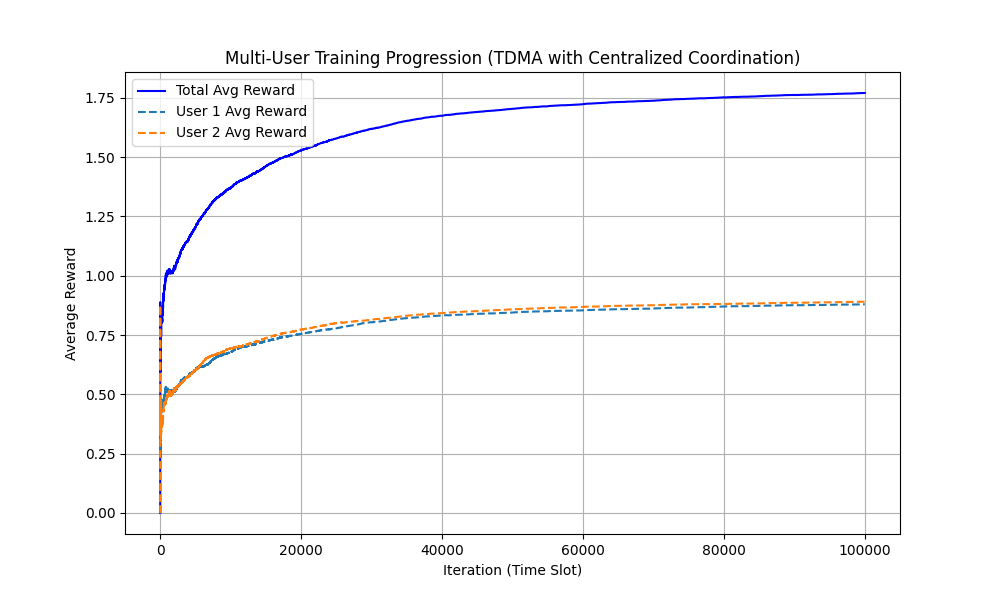 Multi-User Training Progression (TDMA with Centralized Coordination)
Total Avg Reward
User 1 Avg Reward
User 2 Avg Reward
Average Reward
1.75
1.50
1.25
1.00
0.75
0.50
0.25
0.00
0 20000 40000 60000 80000 100000
Iteration (Time Slot)